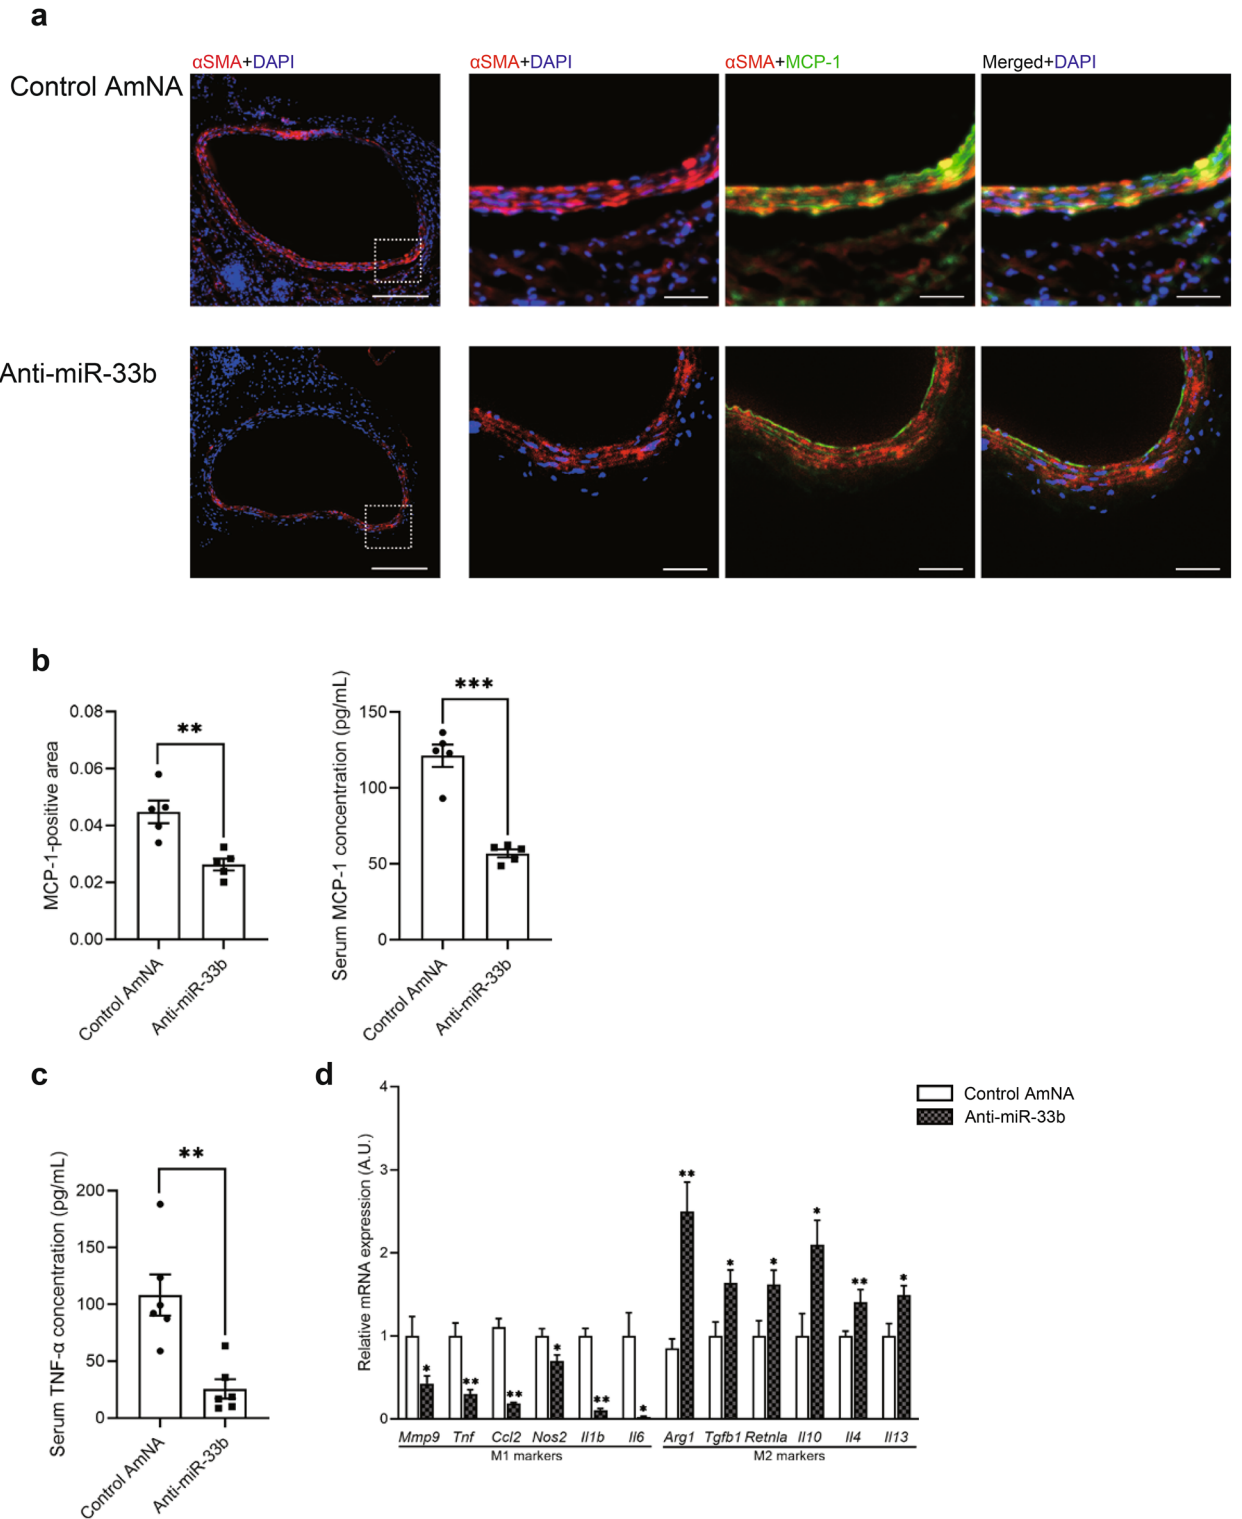 a
αSMA+DAPI
αSMA+DAPI
αSMA+MCP-1
Merged+DAPI
Control AmNA
Anti-miR-33b
b
MCP-1-positive area
0.08
0.06
0.04
0.02
0.00
**
Control AmNA
Anti-miR-33b
Serum MCP-1 concentration (pg/mL)
150
100
50
0
***
Control AmNA
Anti-miR-33b
c
Serum TNF-α concentration (pg/mL)
200
150
100
50
0
**
Control AmNA
Anti-miR-33b
d
Relative mRNA expression (A.U.)
4
3
2
1
0
Control AmNA
Anti-miR-33b
* ** ** * ** * ** * * * ** *
Mmp9 Tnf Ccl2 Nos2 Il1b Il6 Arg1 Tgfb1 Retnla Il10 Il4 Il13
M1 markers M2 markers